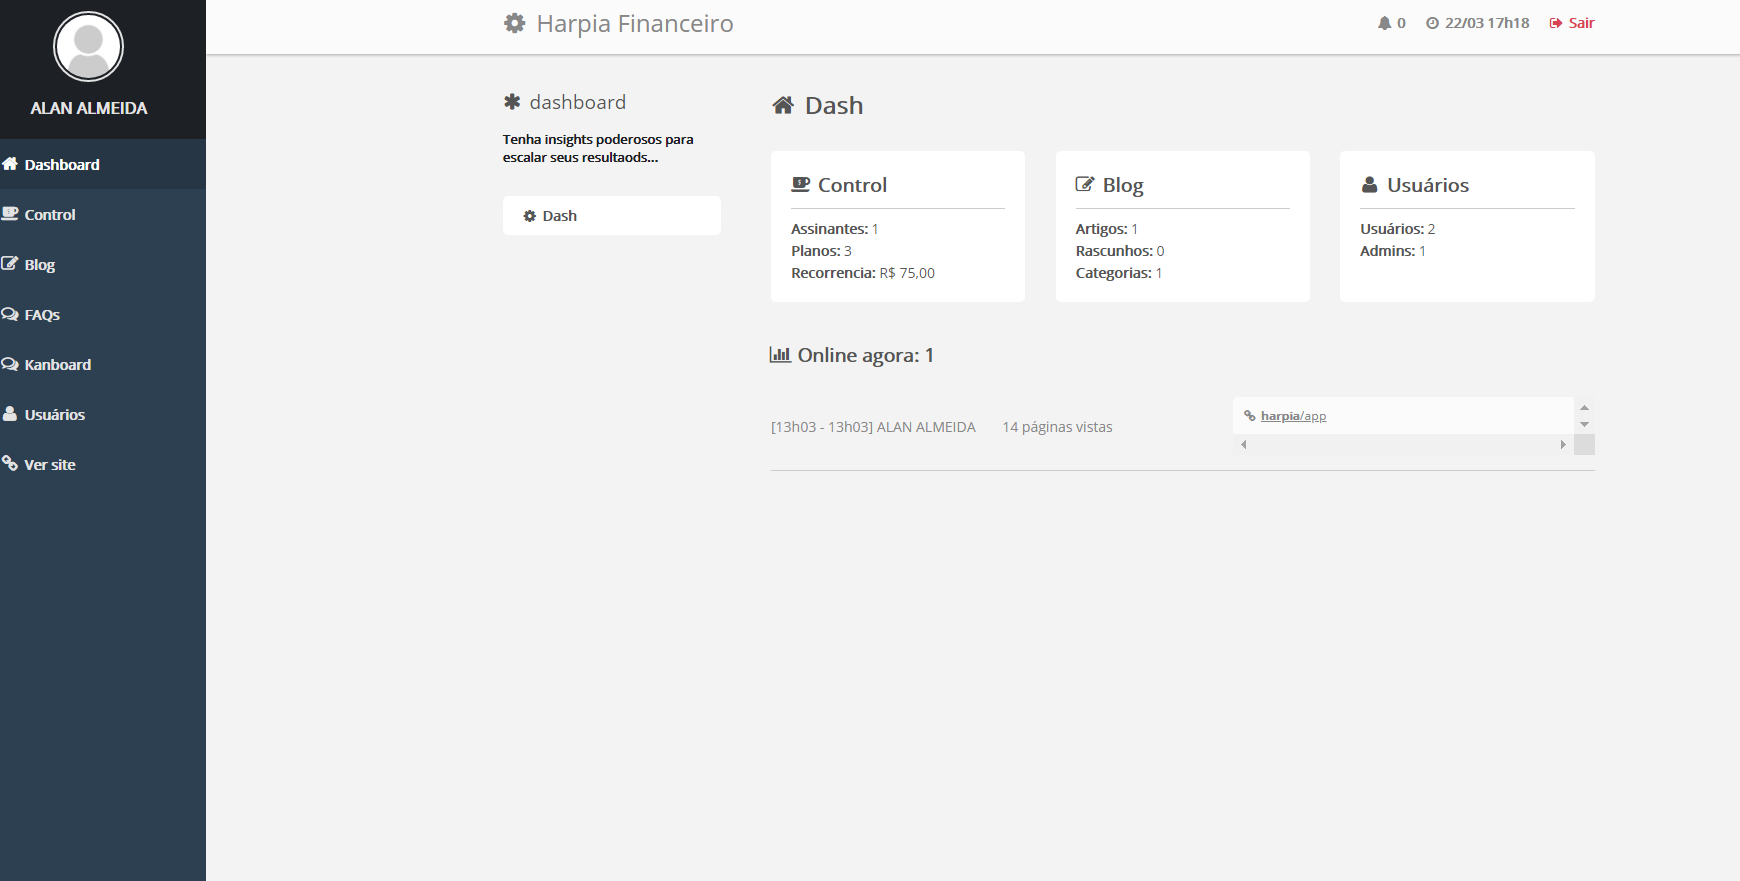 ALAN ALMEIDA
Dashboard
Control
Blog
FAQs
Kanboard
Usuários
Ver site
Harpia Financeiro
0 22/03 17h18 Sair
dashboard
Tenha insights poderosos para
escalar seus resultaods...
Dash
Dash
Control
Assinantes: 1
Planos: 3
Recorrencia: R$ 75,00
Blog
Artigos: 1
Rascunhos: 0
Categorias: 1
Usuários
Usuários: 2
Admins: 1
Online agora: 1
[13h03 - 13h03] ALAN ALMEIDA 14 páginas vistas harpia/app